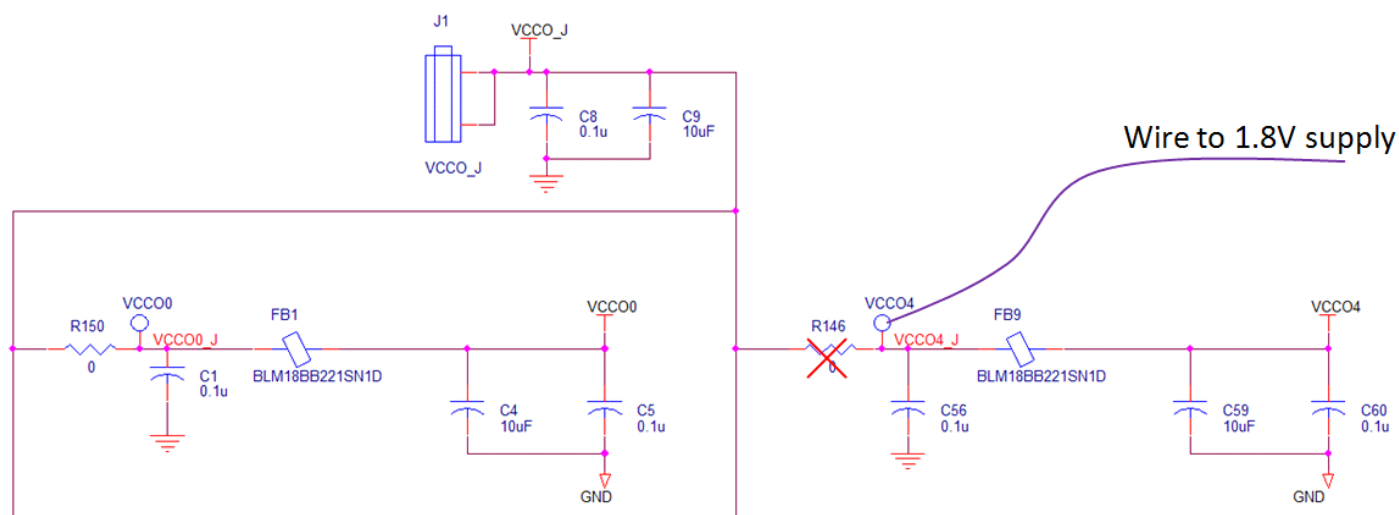 J1
VCCO_J
C8
0.1u
C9
10uF
VCCO_J
Wire to 1.8V supply
R150
0
VCCO0
VCCO0_J
C1
0.1u
FB1
BLM18BB221SN1D
C4
10uF
VCCO0
C5
0.1u
GND
R146
0
VCCO4
VCCO4_J
C56
0.1u
FB9
BLM18BB221SN1D
C59
10uF
VCCO4
C60
0.1u
GND